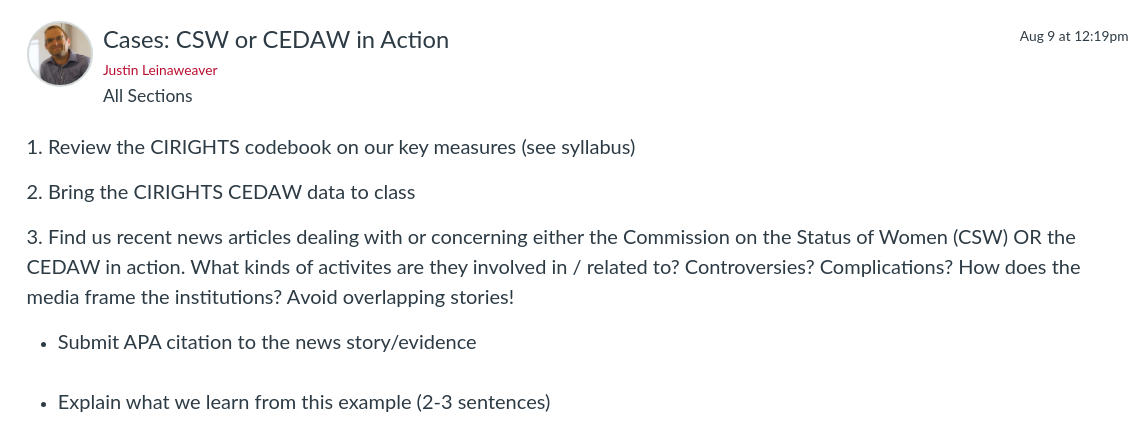 Cases: CSW or CEDAW in Action
Aug 9 at 12:19pm
Justin Leinaweaver
All Sections
1. Review the CIRIGHTS codebook on our key measures (see syllabus)
2. Bring the CIRIGHTS CEDAW data to class
3. Find us recent news articles dealing with or concerning either the Commission on the Status of Women (CSW) OR the
CEDAW in action. What kinds of activites are they involved in / related to? Controversies? Complications? How does the
media frame the institutions? Avoid overlapping stories!
• Submit APA citation to the news story/evidence
• Explain what we learn from this example (2-3 sentences)